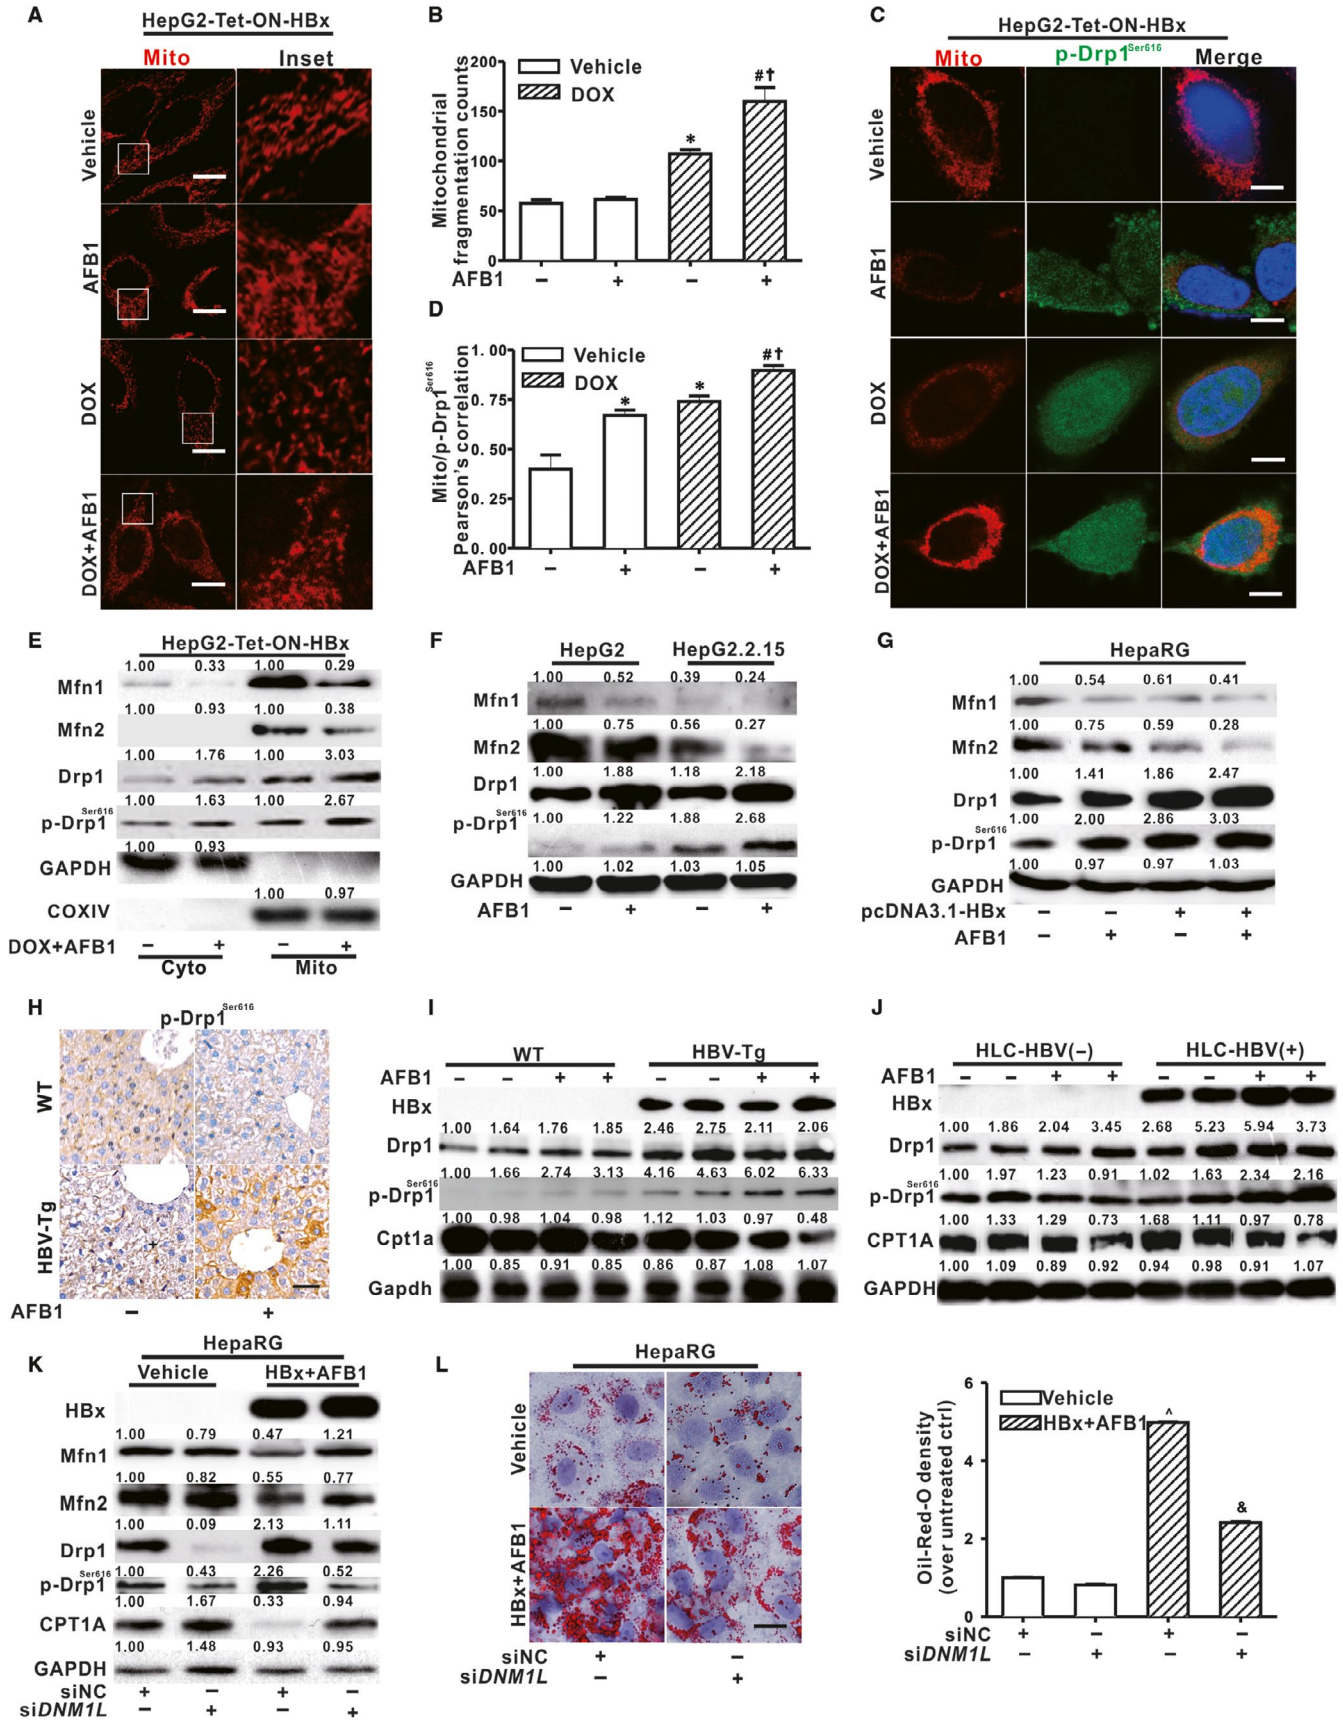 A
HepG2-Tet-ON-HBx
Mito Inset
Vehicle
AFB1
DOX
DOX+AFB1
B
Mitochondrial
fragmentation counts
200
150
100
50
0
Vehicle
DOX
*
#†
AFB1 − + − +
C
HepG2-Tet-ON-HBx
Mito p-Drp1Ser616 Merge
Vehicle
AFB1
DOX
DOX+AFB1
D
Mito/p-Drp1Ser616
Pearson's correlation
1.00
0.75
0.50
0.25
0.00
Vehicle
DOX
* * #†
AFB1 − + − +
E
HepG2-Tet-ON-HBx
1.00 0.33 1.00 0.29
Mfn1
1.00 0.93 1.00 0.38
Mfn2
1.00 1.76 1.00 3.03
Drp1
1.00 1.63 1.00 2.67
p-Drp1Ser616
1.00 0.93
GAPDH
1.00 0.97
COXIV
DOX+AFB1 − + − +
Cyto Mito
F
HepG2 HepG2.2.15
1.00 0.52 0.39 0.24
Mfn1
1.00 0.75 0.56 0.27
Mfn2
1.00 1.88 1.18 2.18
Drp1
1.00 1.22 1.88 2.68
p-Drp1Ser616
1.00 1.02 1.03 1.05
GAPDH
AFB1 − + − +
G
HepaRG
1.00 0.54 0.61 0.41
Mfn1
1.00 0.75 0.59 0.28
Mfn2
1.00 1.41 1.86 2.47
Drp1
1.00 2.00 2.86 3.03
p-Drp1Ser616
1.00 0.97 0.97 1.03
GAPDH
pcDNA3.1-HBx − − + +
AFB1 − + − +
H
p-Drp1Ser616
WT
HBV-Tg
AFB1 − +
I
WT HBV-Tg
AFB1 − − + + − − + +
HBx
1.00 1.64 1.76 1.85 2.46 2.75 2.11 2.06
Drp1
1.00 1.66 2.74 3.13 4.16 4.63 6.02 6.33
p-Drp1Ser616
1.00 0.98 1.04 0.98 1.12 1.03 0.97 0.48
Cpt1a
1.00 0.85 0.91 0.85 0.86 0.87 1.08 1.07
Gapdh
J
HLC-HBV(−) HLC-HBV(+)
AFB1 − − + + − − + +
HBx
1.00 1.86 2.04 3.45 2.68 5.23 5.94 3.73
Drp1
1.00 1.97 1.23 0.91 1.02 1.63 2.34 2.16
p-Drp1Ser616
1.00 1.33 1.29 0.73 1.68 1.11 0.97 0.78
CPT1A
1.00 1.09 0.89 0.92 0.94 0.98 0.91 1.07
GAPDH
K
HepaRG
Vehicle HBx+AFB1
HBx
1.00 0.79 0.47 1.21
Mfn1
1.00 0.82 0.55 0.77
Mfn2
1.00 0.09 2.13 1.11
Drp1
1.00 0.43 2.26 0.52
p-Drp1Ser616
1.00 1.67 0.33 0.94
CPT1A
1.00 1.48 0.93 0.95
GAPDH
siNC + − + −
siDNM1L − + − +
L
HepaRG
Vehicle
HBx+AFB1
siNC + −
siDNM1L − +
Oil-Red-O density
(over untreated ctrl)
6
4
2
0
Vehicle
HBx+AFB1
^
&
siNC + − + −
siDNM1L − + − +